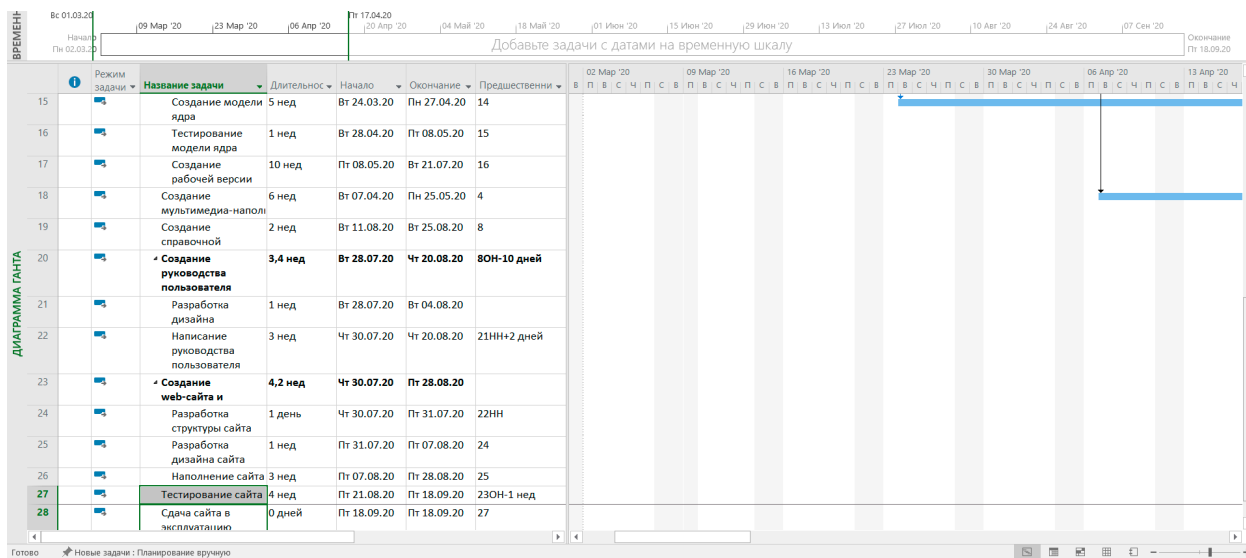 ВРЕМЕНН
Вс 01.03.20
Пт 17.04.20
09 Мар '20 23 Мар '20 06 Апр '20 20 Апр '20 04 Май '20 18 Май '20 01 Июн '20 15 Июн '20 29 Июн '20 13 Июл '20 27 Июл '20 10 Авг '20 24 Авг '20 07 Сен '20
Начало
Пн 02.03.20
Добавьте задачи с датами на временную шкалу
Окончание
Пт 18.09.20
ДИАГРАММА ГАНТА
Режим
задачи Название задачи Длительнос Начало Окончание Предшественни
02 Мар '20 09 Мар '20 16 Мар '20 23 Мар '20 30 Мар '20 06 Апр '20 13 Апр '20
В П В С Ч П С В П В С Ч П С В П В С Ч П С В П В С Ч П С В П В С Ч П С В П В С Ч П С В П В С Ч
15 Создание модели 5 нед Вт 24.03.20 Пн 27.04.20 14
ядра
16 Тестирование 1 нед Вт 28.04.20 Пт 08.05.20 15
модели ядра
17 Создание 10 нед Пт 08.05.20 Вт 21.07.20 16
рабочей версии
18 Создание 6 нед Вт 07.04.20 Пн 25.05.20 4
мультимедиа-наполн
19 Создание 2 нед Вт 11.08.20 Вт 25.08.20 8
справочной
20 Создание 3,4 нед Вт 28.07.20 Чт 20.08.20 8ОН-10 дней
руководства
пользователя
21 Разработка 1 нед Вт 28.07.20 Вт 04.08.20
дизайна
22 Написание 3 нед Чт 30.07.20 Чт 20.08.20 21НН+2 дней
руководства
пользователя
23 Создание 4,2 нед Чт 30.07.20 Пт 28.08.20
web-сайта и
24 Разработка 1 день Чт 30.07.20 Пт 31.07.20 22НН
структуры сайта
25 Разработка 1 нед Пт 31.07.20 Пт 07.08.20 24
дизайна сайта
26 Наполнение сайта 3 нед Пт 07.08.20 Пт 28.08.20 25
27 Тестирование сайта 4 нед Пт 21.08.20 Пт 18.09.20 23ОН-1 нед
28 Сдача сайта в 0 дней Пт 18.09.20 Пт 18.09.20 27
эксплуатацию
Готово Новые задачи : Планирование вручную